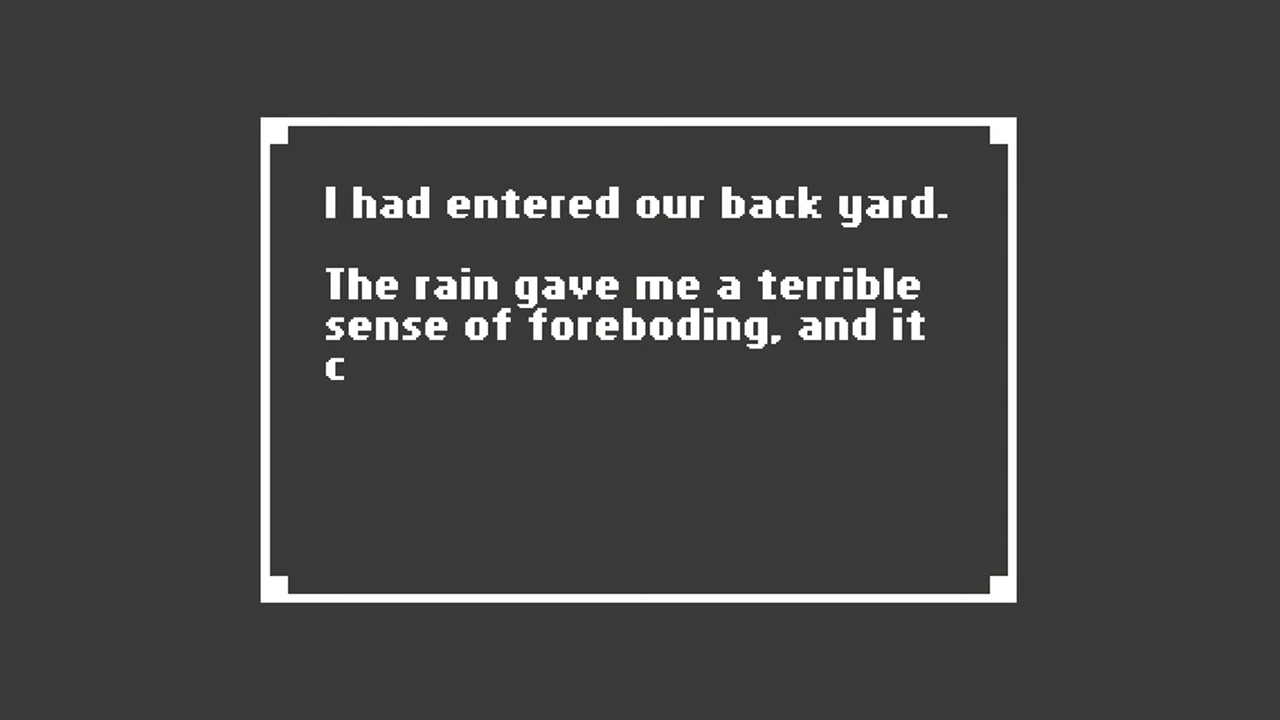 I had entered our back yard.
The rain gave me a terrible
sense of foreboding, and it
c